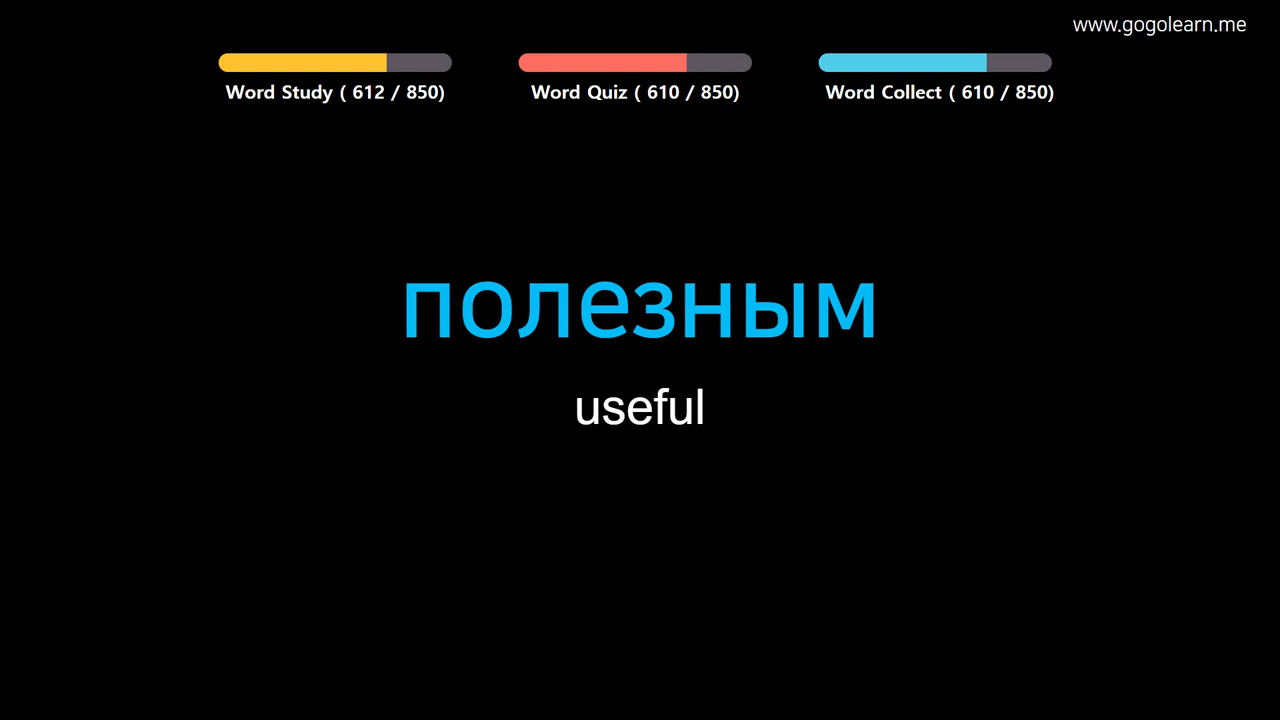 www.gogolearn.me
Word Study ( 612 / 850)
Word Quiz ( 610 / 850)
Word Collect ( 610 / 850)
полезным
useful